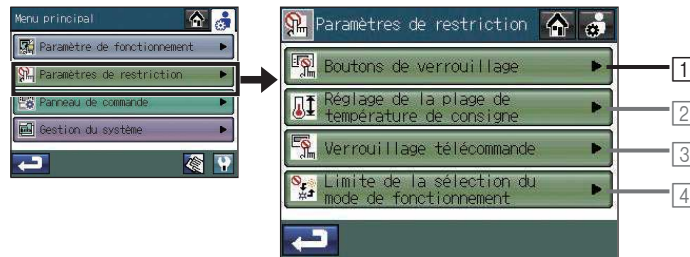 Menu principal
Paramètre de fonctionnement
Paramètres de restriction
Panneau de commande
Gestion du système
Paramètres de restriction
Boutons de verrouillage
Réglage de la plage de
température de consigne
Verrouillage télécommande
Limite de la sélection du
mode de fonctionnement
1
2
3
4